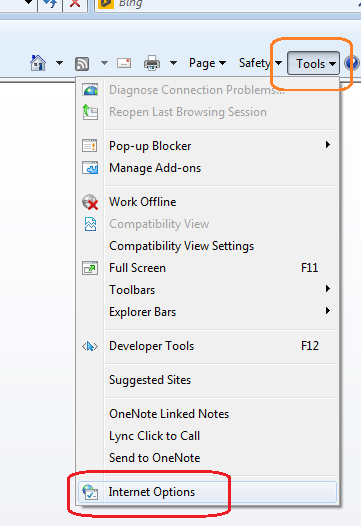 Bing
Page Safety Tools
Diagnose Connection Problems...
Reopen Last Browsing Session
Pop-up Blocker
Manage Add-ons
Work Offline
Compatibility View
Compatibility View Settings
Full Screen F11
Toolbars
Explorer Bars
Developer Tools F12
Suggested Sites
OneNote Linked Notes
Lync Click to Call
Send to OneNote
Internet Options